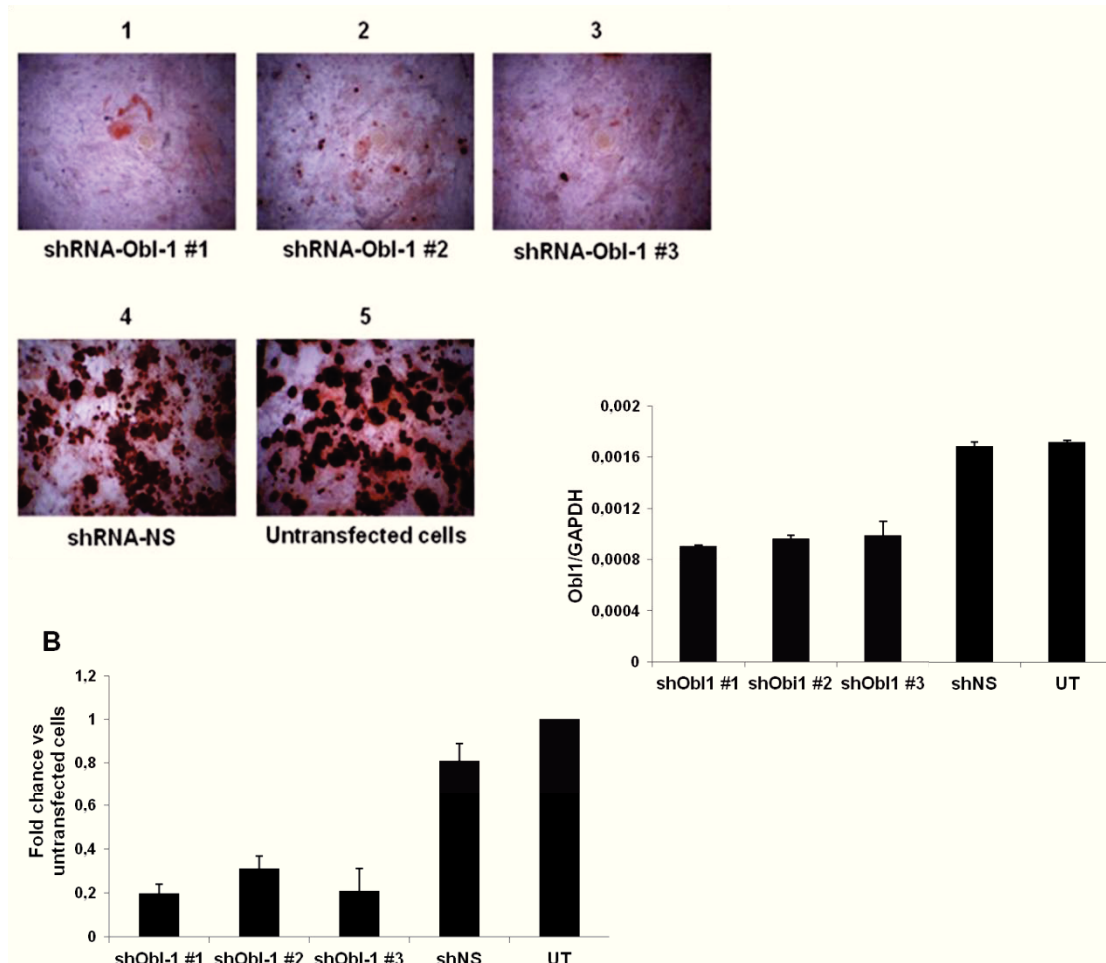 1
2
3
shRNA-Obl-1 #1
shRNA-Obl-1 #2
shRNA-Obl-1 #3
4
5
shRNA-NS
Untransfected cells
0,002
0,0016
0,0012
0,0008
0,0004
0
Obl1/GAPDH
shObl1 #1
shObi1 #2
shObl1 #3
shNS
UT
B
1,2
1
0,8
0,6
0,4
0,2
0
Fold chance vs
untransfected cells
shObl-1 #1
shObl-1 #2
shObl-1 #3
shNS
UT